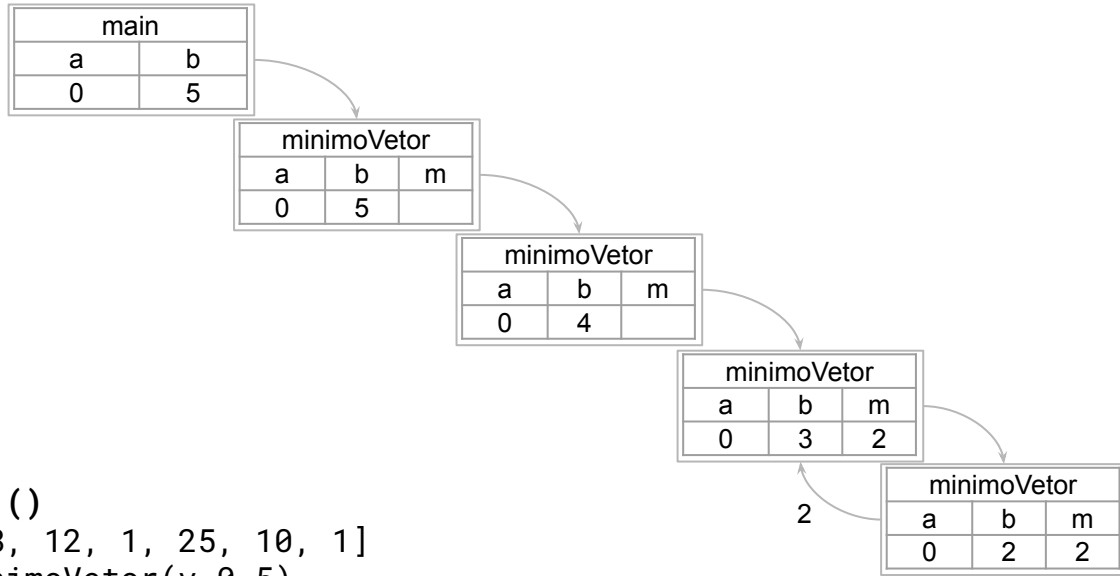 main
a b
0 5
minimoVetor
a b m
0 5
minimoVetor
a b m
0 4
minimoVetor
a b m
0 3 2
2
minimoVetor
a b m
0 2 2
()
, 12, 1, 25, 10, 1]